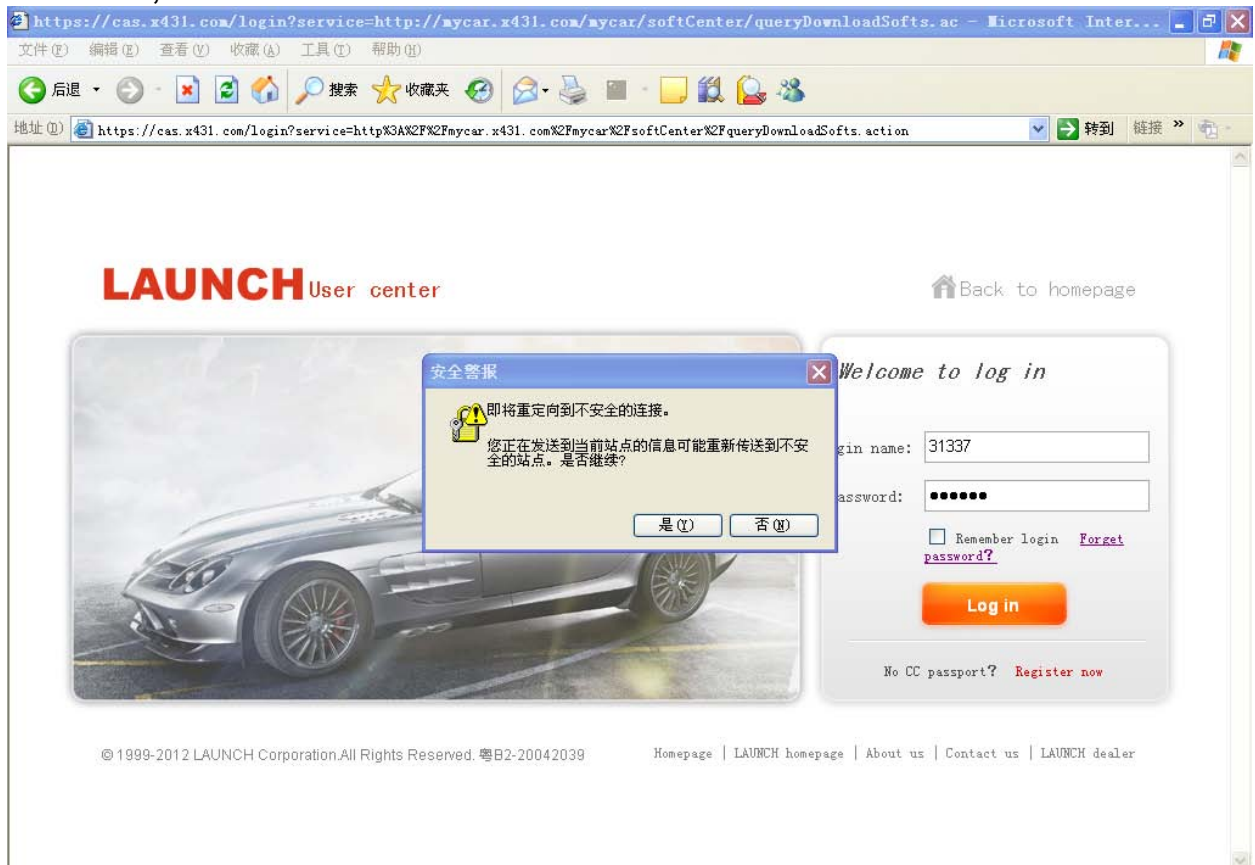 https://cas.x431.com/login?service=http://mycar.x431.com/mycar/softCenter/queryDownloadSofts.ac - Microsoft Inter...
文件(F) 编辑(E) 查看(V) 收藏(A) 工具(T) 帮助(H)
后退 搜索 收藏夹
地址(D) https://cas.x431.com/login?service=http%3A%2F%2Fmycar.x431.com%2Fmycar%2FsoftCenter%2FqueryDownloadSofts.action 转到 链接 »
LAUNCH User center
Back to homepage
安全警报
即将重定向到不安全的连接。
您正在发送到当前站点的信息可能重新传送到不安
全的站点。是否继续?
是(Y) 否(N)
Welcome to log in
gin name: 31337
assword: ●●●●●●
Remember login Forget
password?
Log in
No CC passport? Register now
©1999-2012 LAUNCH Corporation.All Rights Reserved. 粤B2-20042039
Homepage | LAUNCH homepage | About us | Contact us | LAUNCH dealer